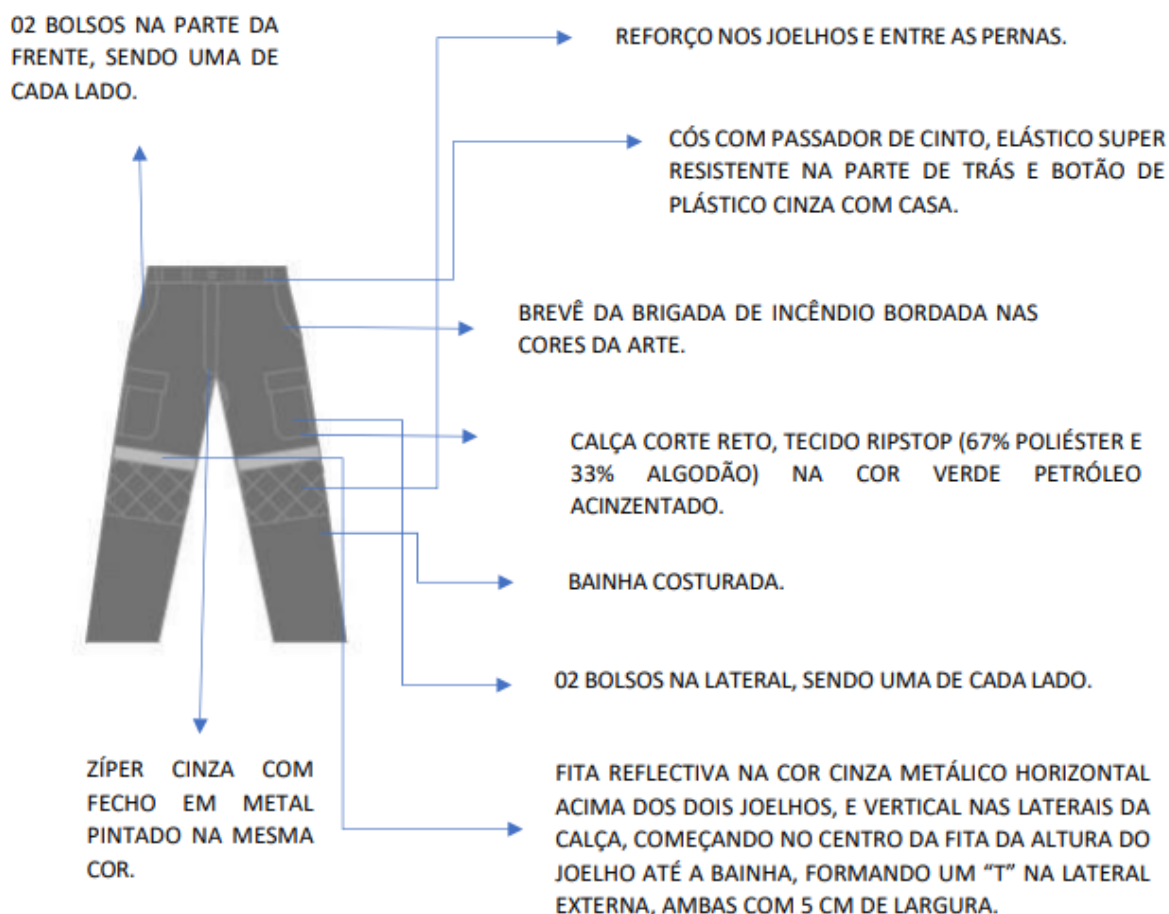 02 BOLSOS NA PARTE DA
FRENTE, SENDO UMA DE
CADA LADO.
REFORÇO NOS JOELHOS E ENTRE AS PERNAS.
CÓS COM PASSADOR DE CINTO, ELÁSTICO SUPER
RESISTENTE NA PARTE DE TRÁS E BOTÃO DE
PLÁSTICO CINZA COM CASA.
BREVÊ DA BRIGADA DE INCÊNDIO BORDADA NAS
CORES DA ARTE.
CALÇA CORTE RETO, TECIDO RIPSTOP (67% POLIÉSTER E
33% ALGODÃO) NA COR VERDE PETRÓLEO
ACINZENTADO.
BAINHA COSTURADA.
02 BOLSOS NA LATERAL, SENDO UMA DE CADA LADO.
ZÍPER CINZA COM
FECHO EM METAL
PINTADO NA MESMA
COR.
FITA REFLECTIVA NA COR CINZA METÁLICO HORIZONTAL
ACIMA DOS DOIS JOELHOS, E VERTICAL NAS LATERAIS DA
CALÇA, COMEÇANDO NO CENTRO DA FITA DA ALTURA DO
JOELHO ATÉ A BAINHA, FORMANDO UM “T” NA LATERAL
EXTERNA, AMBAS COM 5 CM DE LARGURA.